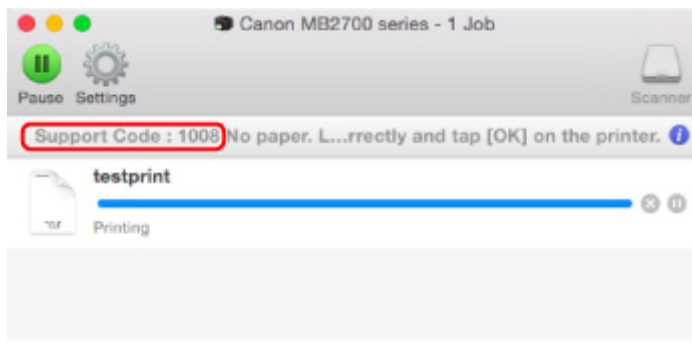 Canon MB2700 series - 1 Job
Pause Settings
Scanner
Support Code : 1008 No paper. L...rrectly and tap [OK] on the printer.
testprint
Printing